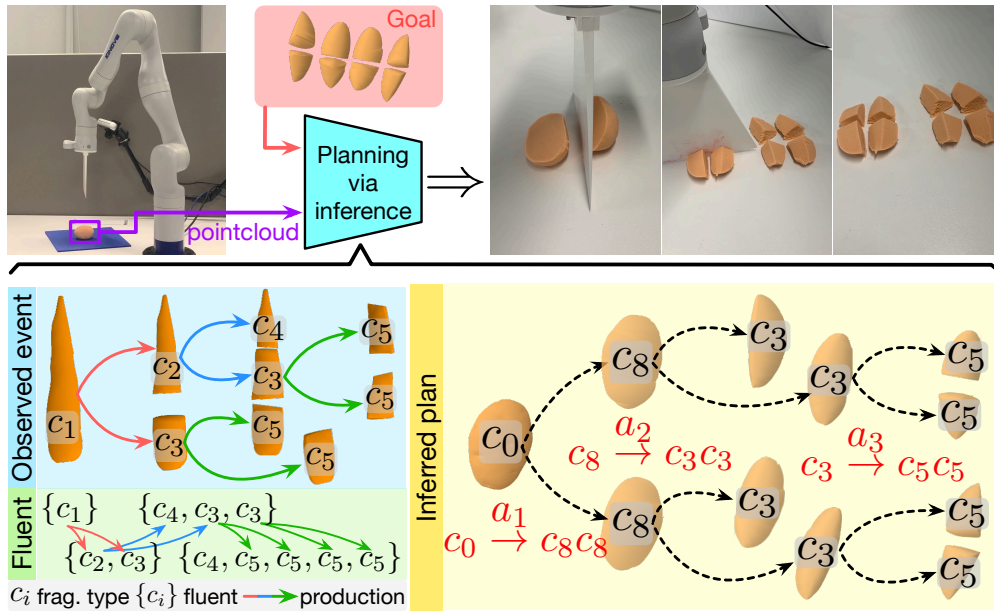 Goal
Planning
via
inference
pointcloud
Observed event
c₁
c₂
c₃
c₄
c₃
c₅
c₅
c₅
c₅
Fluent
{c₁}
{c₄, c₃, c₃}
{c₂, c₃}
{c₄, c₅, c₅, c₅, c₅}
cᵢ frag. type {cᵢ} fluent production
Inferred plan
c₀
c₈
c₈
c₃
c₃
c₃
c₃
c₅
c₅
c₅
c₅
a₁
c₀ → c₈c₈
a₂
c₈ → c₃c₃
a₃
c₃ → c₅c₅